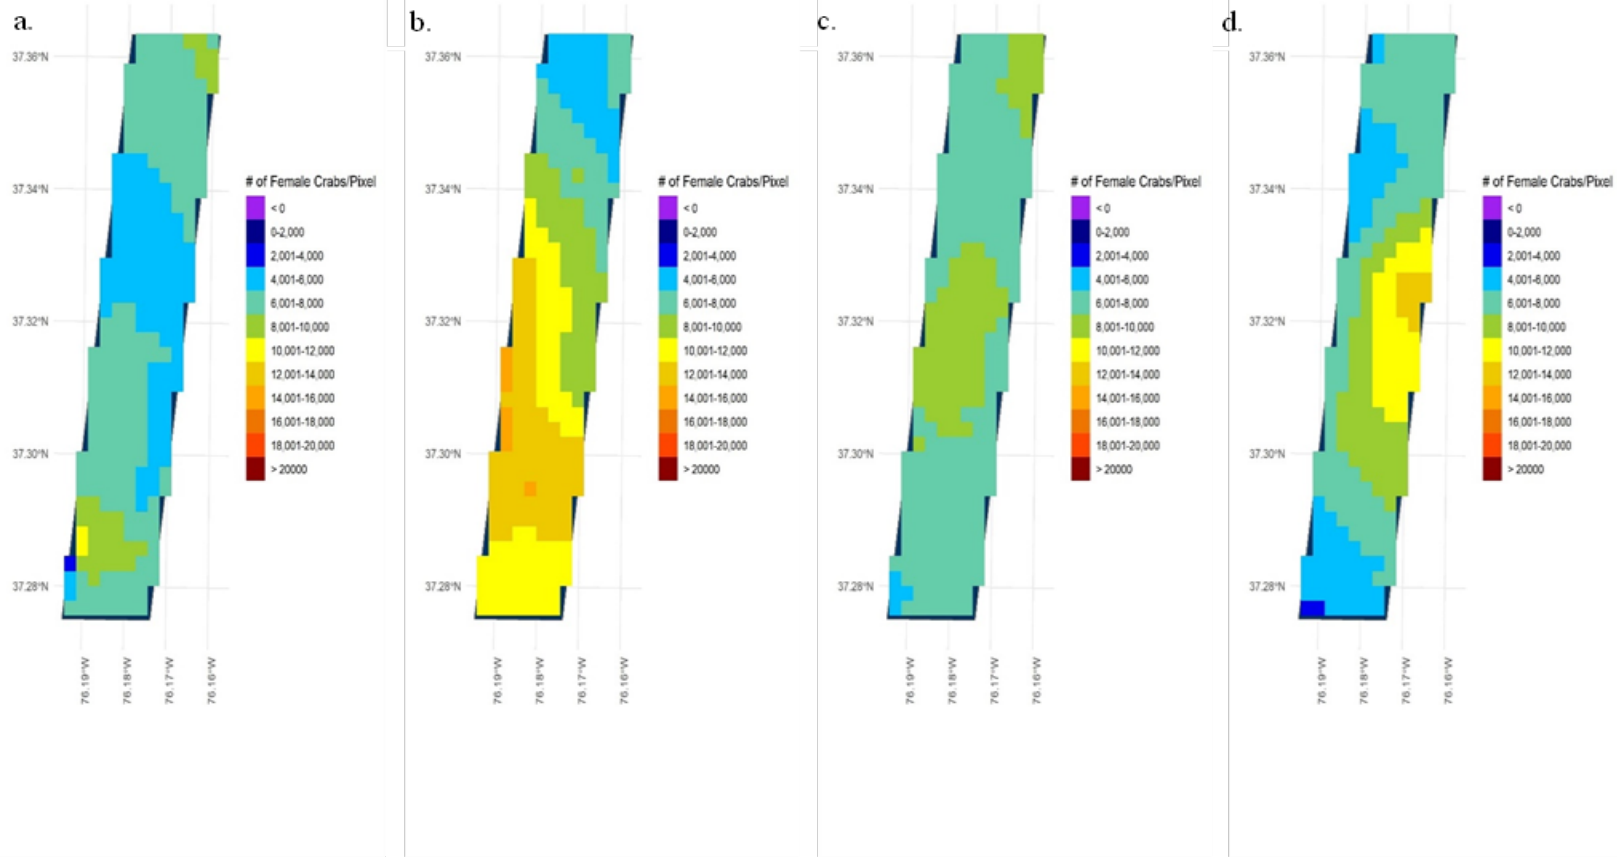 a.
37.36°N
37.34°N
37.32°N
37.30°N
37.28°N
76.19°W
76.18°W
76.17°W
76.16°W
# of Female Crabs/Pixel
< 0
0-2,000
2,001-4,000
4,001-6,000
6,001-8,000
8,001-10,000
10,001-12,000
12,001-14,000
14,001-16,000
16,001-18,000
18,001-20,000
> 20000
b.
37.36°N
37.34°N
37.32°N
37.30°N
37.28°N
76.19°W
76.18°W
76.17°W
76.16°W
# of Female Crabs/Pixel
< 0
0-2,000
2,001-4,000
4,001-6,000
6,001-8,000
8,001-10,000
10,001-12,000
12,001-14,000
14,001-16,000
16,001-18,000
18,001-20,000
> 20000
c.
37.36°N
37.34°N
37.32°N
37.30°N
37.28°N
76.19°W
76.18°W
76.17°W
76.16°W
# of Female Crabs/Pixel
< 0
0-2,000
2,001-4,000
4,001-6,000
6,001-8,000
8,001-10,000
10,001-12,000
12,001-14,000
14,001-16,000
16,001-18,000
18,001-20,000
> 20000
d.
37.36°N
37.34°N
37.32°N
37.30°N
37.28°N
76.19°W
76.18°W
76.17°W
76.16°W
# of Female Crabs/Pixel
< 0
0-2,000
2,001-4,000
4,001-6,000
6,001-8,000
8,001-10,000
10,001-12,000
12,001-14,000
14,001-16,000
16,001-18,000
18,001-20,000
> 20000